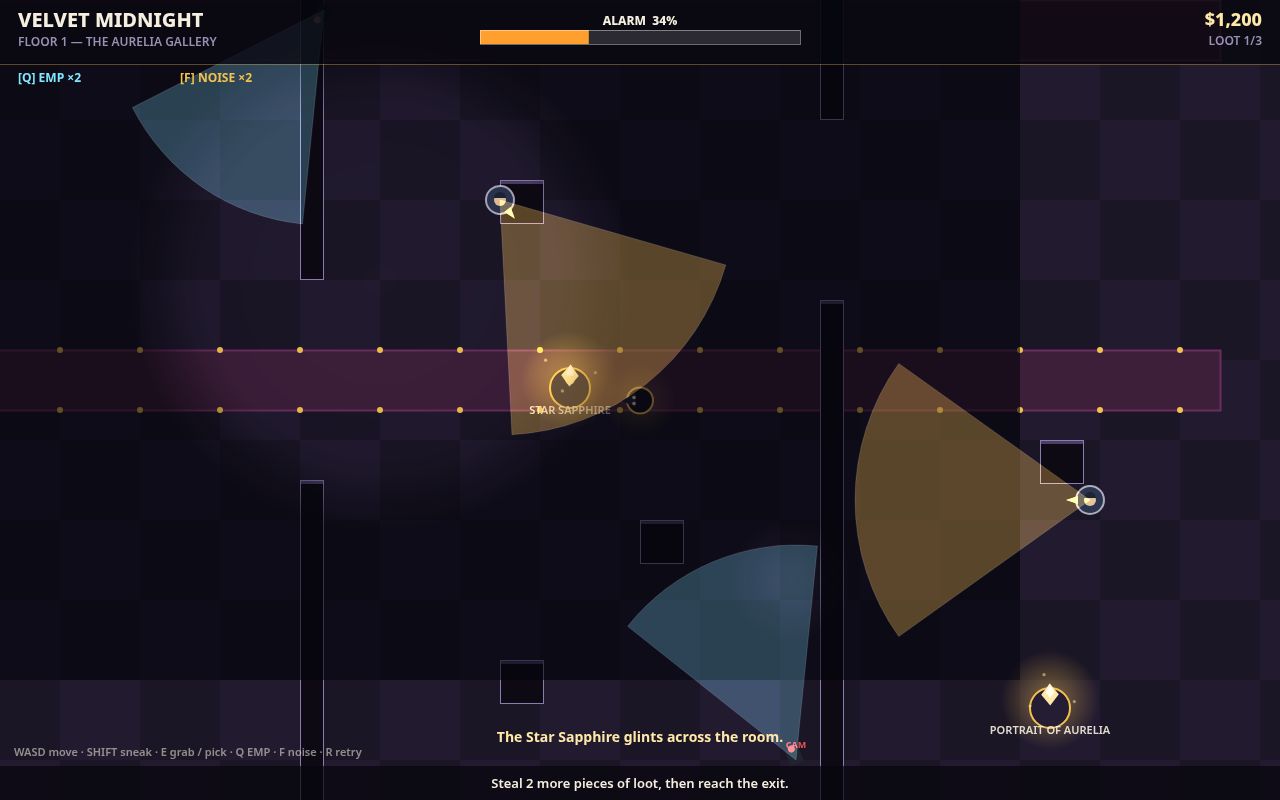 VELVET MIDNIGHT
FLOOR 1 — THE AURELIA GALLERY
ALARM 34%
$1,200
LOOT 1/3
[Q] EMP ×2
[F] NOISE ×2
STAR SAPPHIRE
PORTRAIT OF AURELIA
The Star Sapphire glints across the room.
CAM
WASD move · SHIFT sneak · E grab / pick · Q EMP · F noise · R retry
Steal 2 more pieces of loot, then reach the exit.